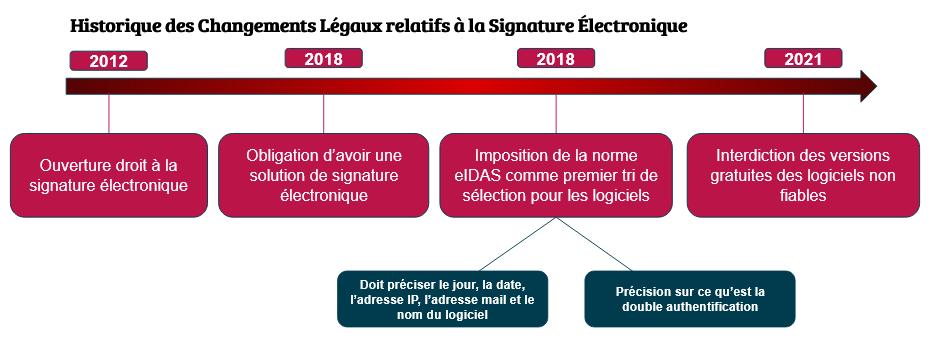 Historique des Changements Légaux relatifs à la Signature Électronique
2012
2018
2018
2021
Ouverture droit à la
signature électronique
Obligation d'avoir une
solution de signature
électronique
Imposition de la norme
eIDAS comme premier tri de
sélection pour les logiciels
Interdiction des versions
gratuites des logiciels non
fiables
Doit préciser le jour, la date,
l'adresse IP, l'adresse mail et le
nom du logiciel
Précision sur ce qu'est la
double authentification